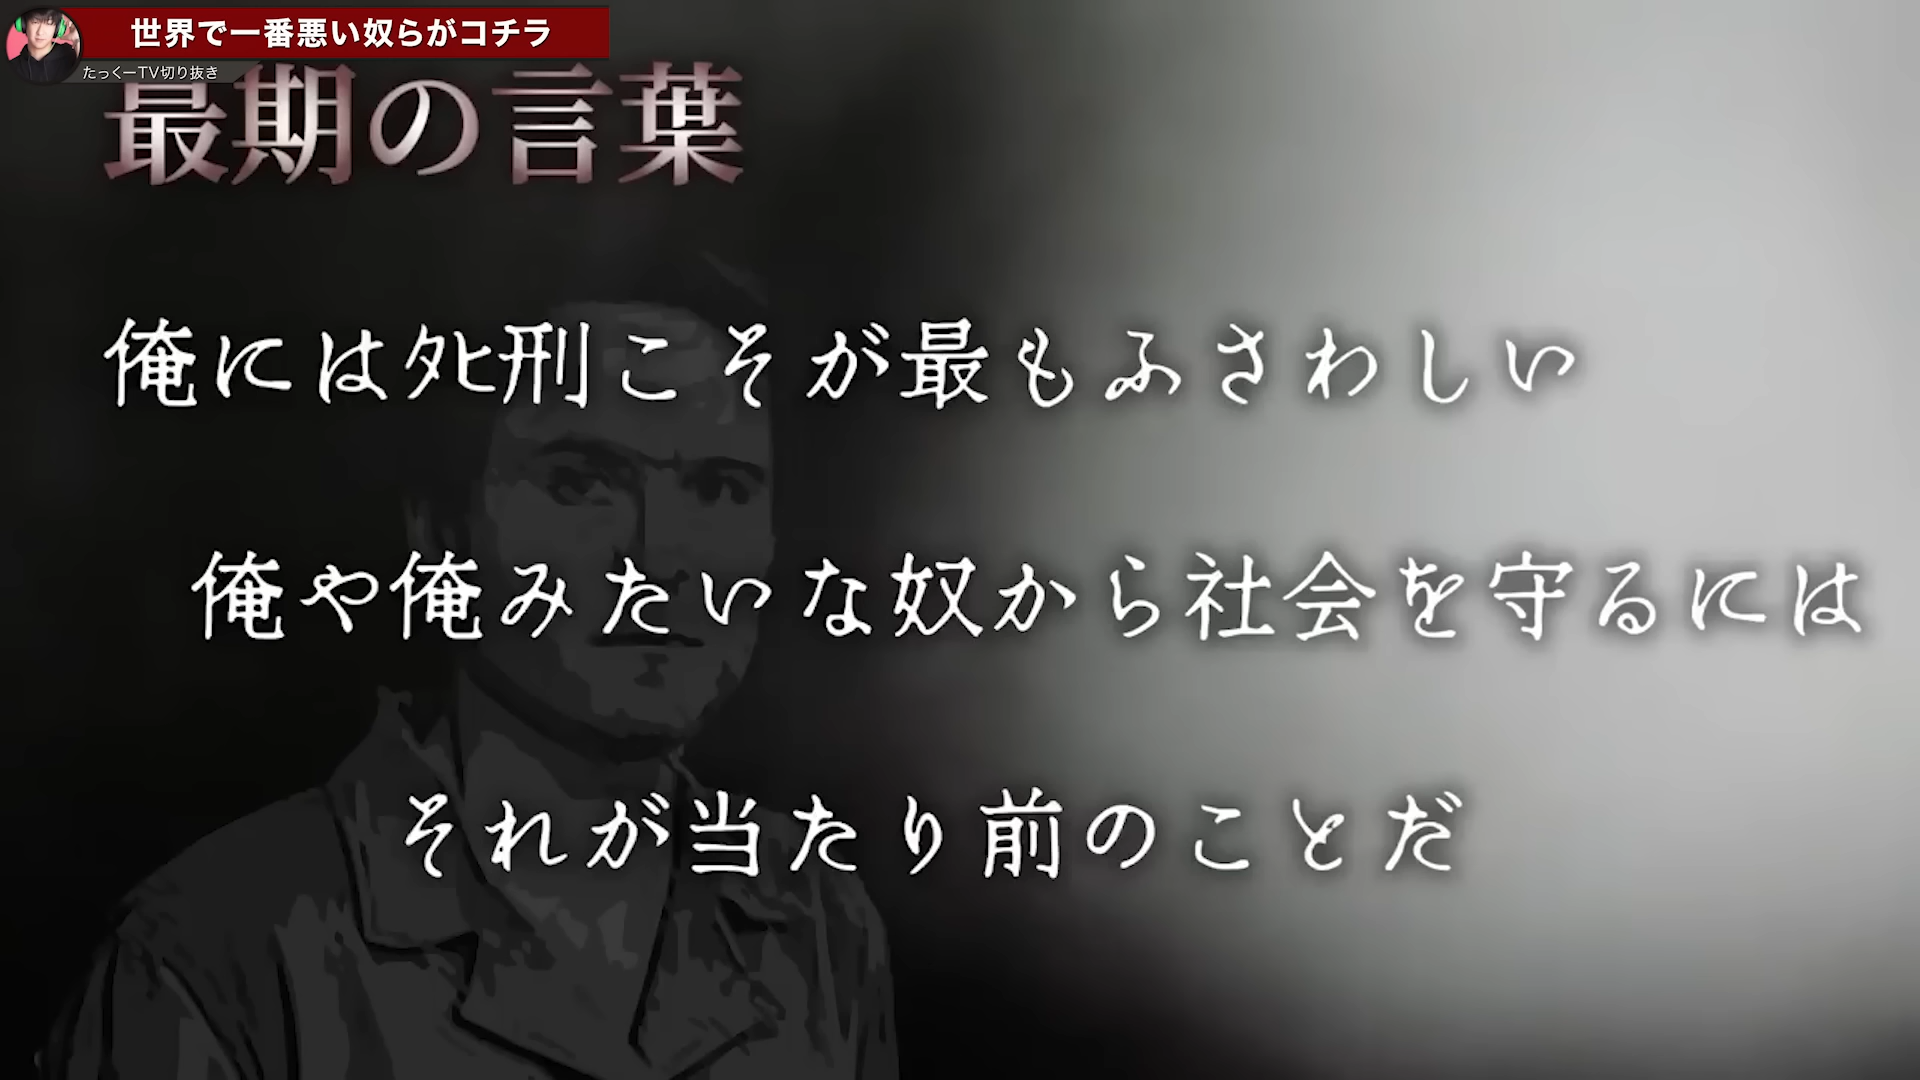 世界で一番悪い奴らがコチラ
たっくーTV切り抜き
最期の言葉
俺にはﾀﾋ刑こそが最もふさわしい
俺や俺みたいな奴から社会を守るには
それが当たり前のことだ